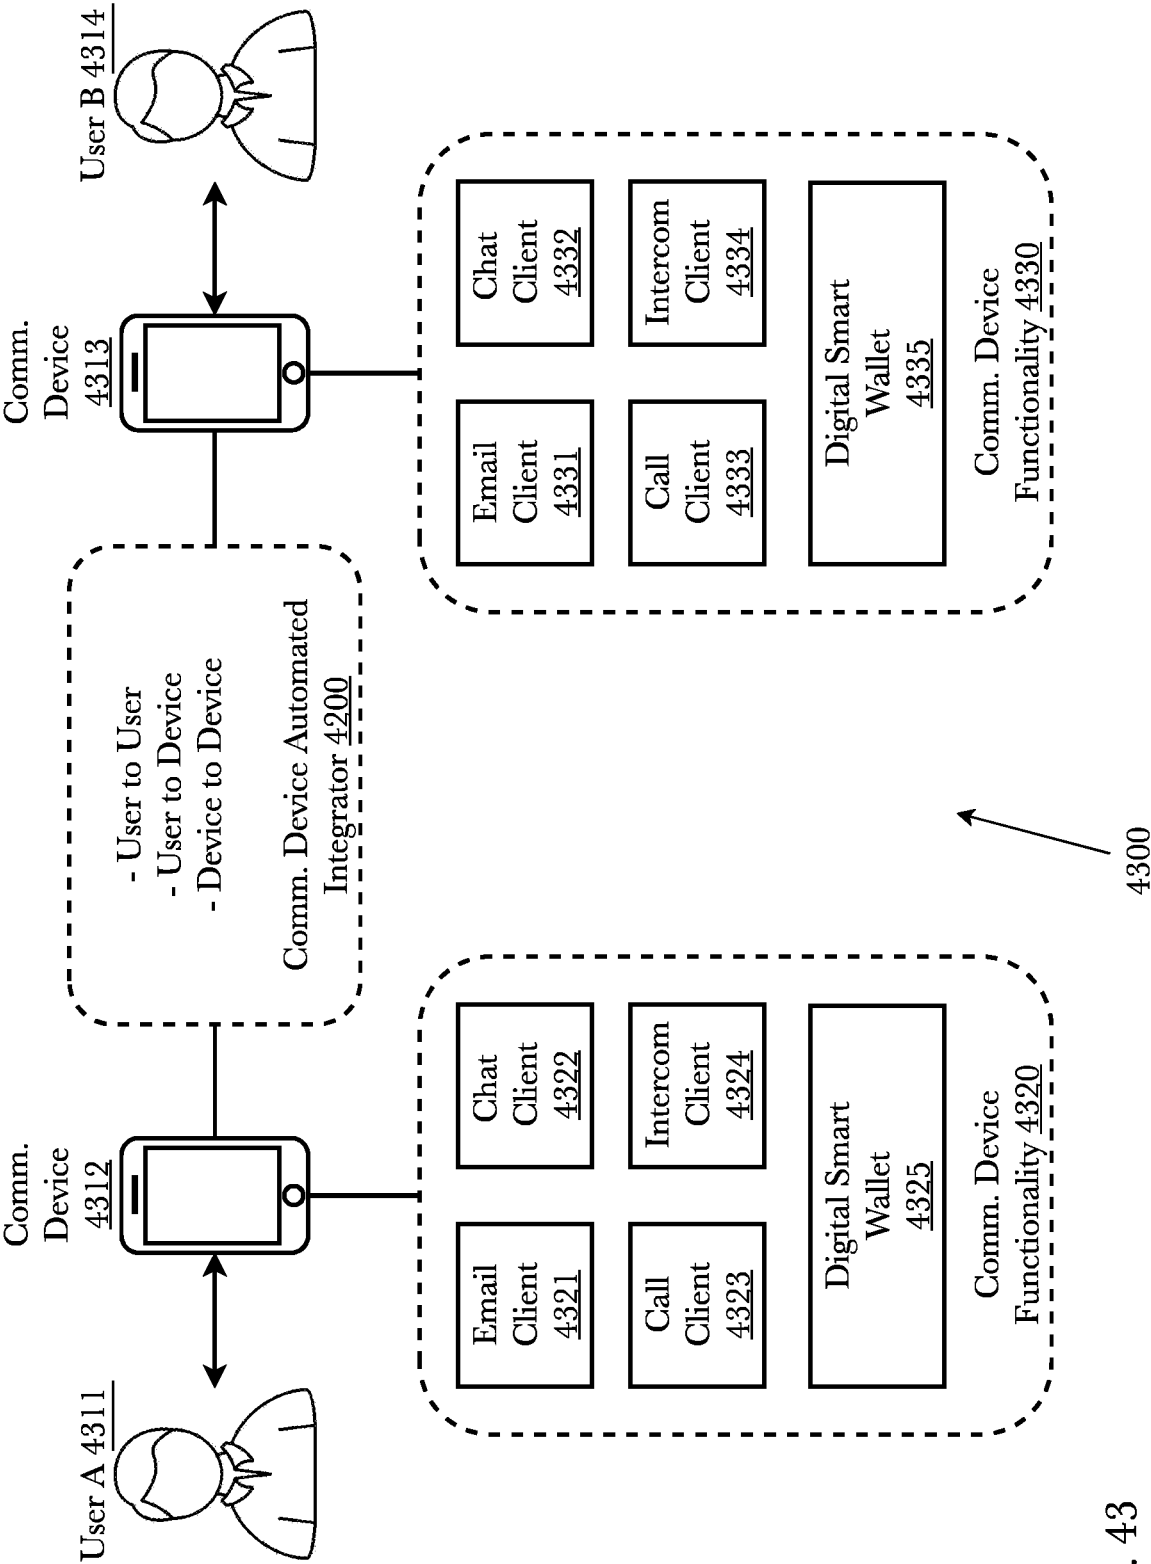 User A 4311
Comm.
Device
4312
- User to User
- User to Device
- Device to Device
Comm. Device Automated
Integrator 4200
Comm.
Device
4313
User B 4314
Email
Client
4321
Chat
Client
4322
Call
Client
4323
Intercom
Client
4324
Digital Smart
Wallet
4325
Comm. Device
Functionality 4320
Email
Client
4331
Chat
Client
4332
Call
Client
4333
Intercom
Client
4334
Digital Smart
Wallet
4335
Comm. Device
Functionality 4330
4300
. 43